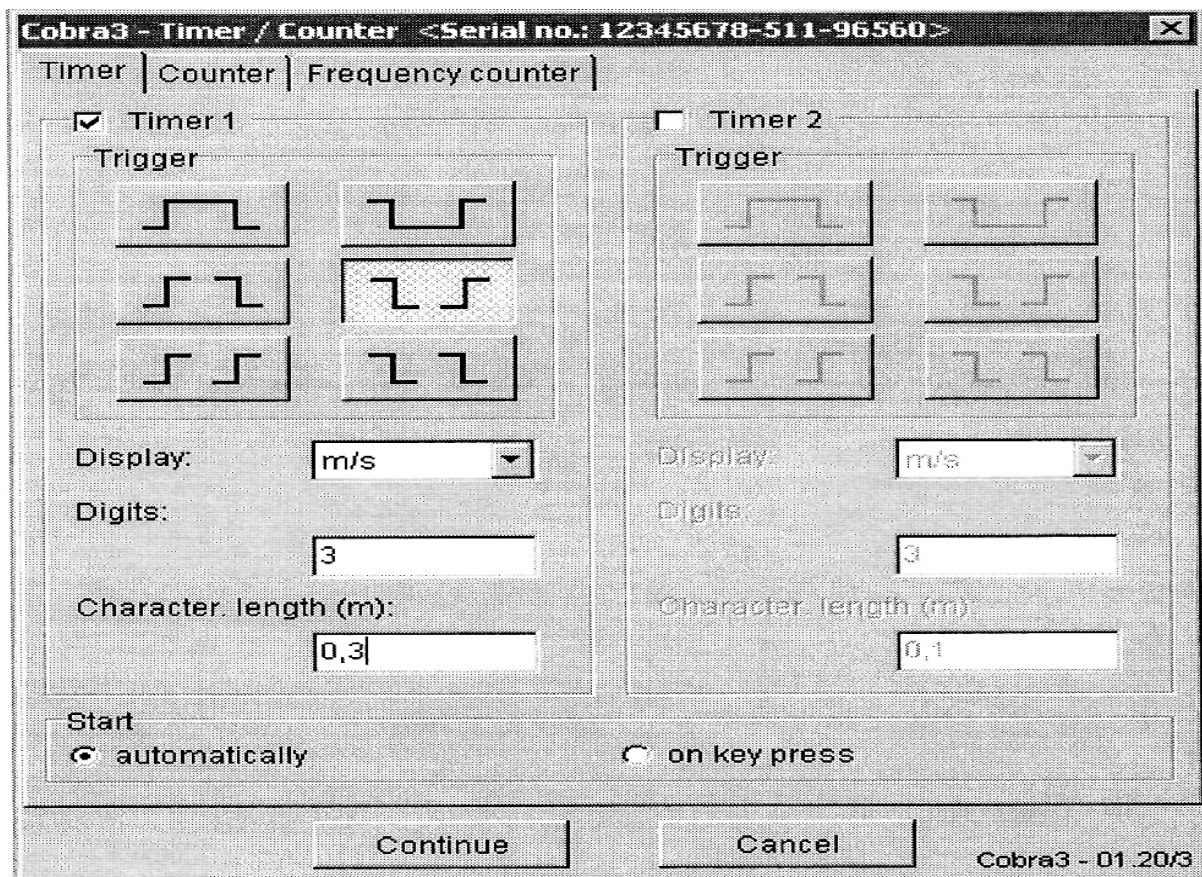 Cobra3 - Timer / Counter <Serial no.: 12345678-511-96560>
Timer Counter Frequency counter
Timer 1
Trigger
Display: m/s
Digits:
3
Character. length (m):
0,3
Timer 2
Trigger
Display: m/s
Digits:
3
Character. length (m):
0,1
Start
automatically on key press
Continue Cancel
Cobra3 - 01.20/3